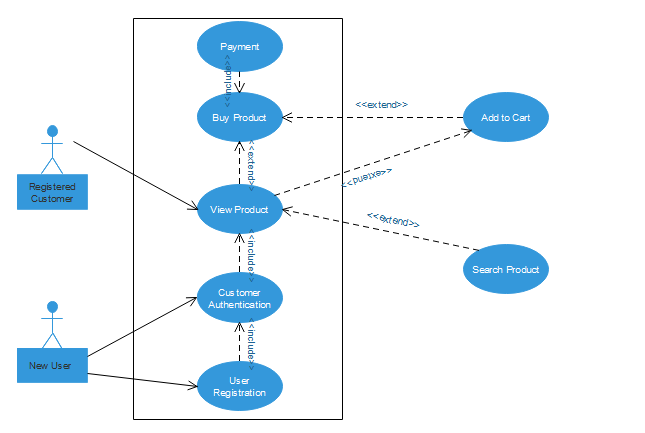 Payment
<<include>>
Buy Product
<<extend>>
Add to Cart
<<extend>>
Registered
Customer
<<extend>>
View Product
<<extend>>
<<include>>
Search Product
Customer
Authentication
<<include>>
New User
User
Registration